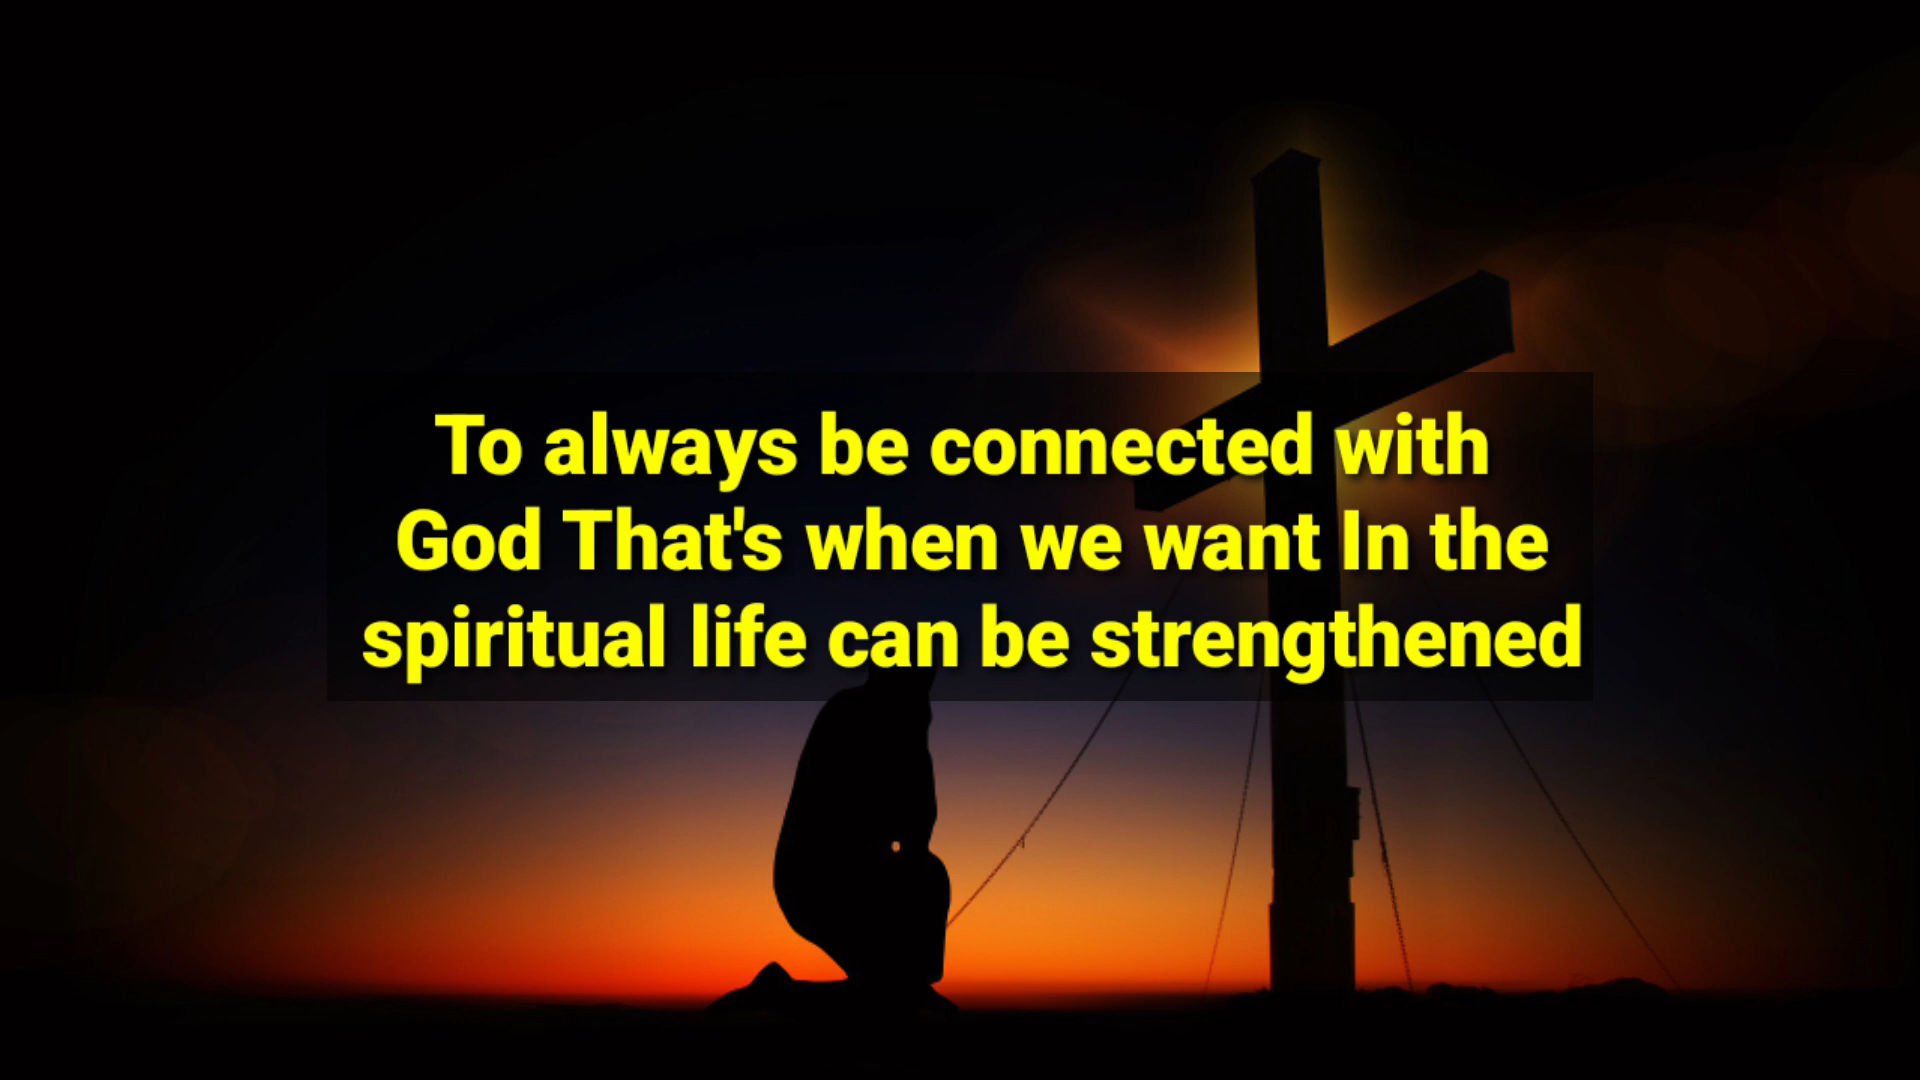 To always be connected with
God That's when we want In the
spiritual life can be strengthened